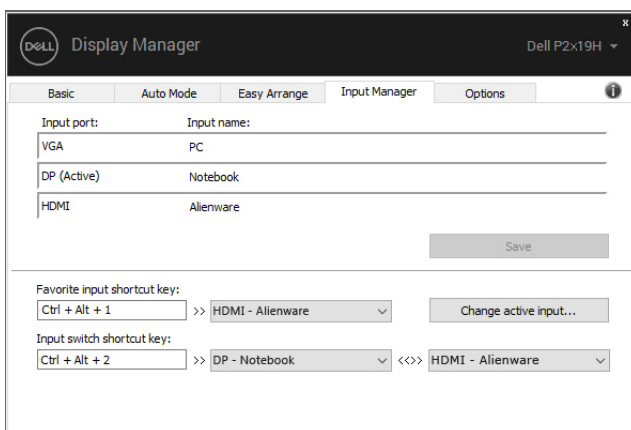 x
DELL Display Manager Dell P2x19H
Basic Auto Mode Easy Arrange Input Manager Options i
Input port: Input name:
VGA PC
DP (Active) Notebook
HDMI Alienware
Save
Favorite input shortcut key:
Ctrl + Alt + 1 >> HDMI - Alienware Change active input...
Input switch shortcut key:
Ctrl + Alt + 2 >> DP - Notebook <<>> HDMI - Alienware